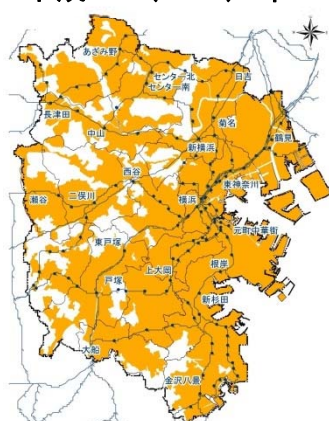 あざみ野
センター北
センター南
日吉
長津田
中山
菊名
新横浜
鶴見
西谷
東神奈川
瀬谷
二俣川
横浜
元町中華街
東戸塚
上大岡
根岸
戸塚
新杉田
大船
金沢八景